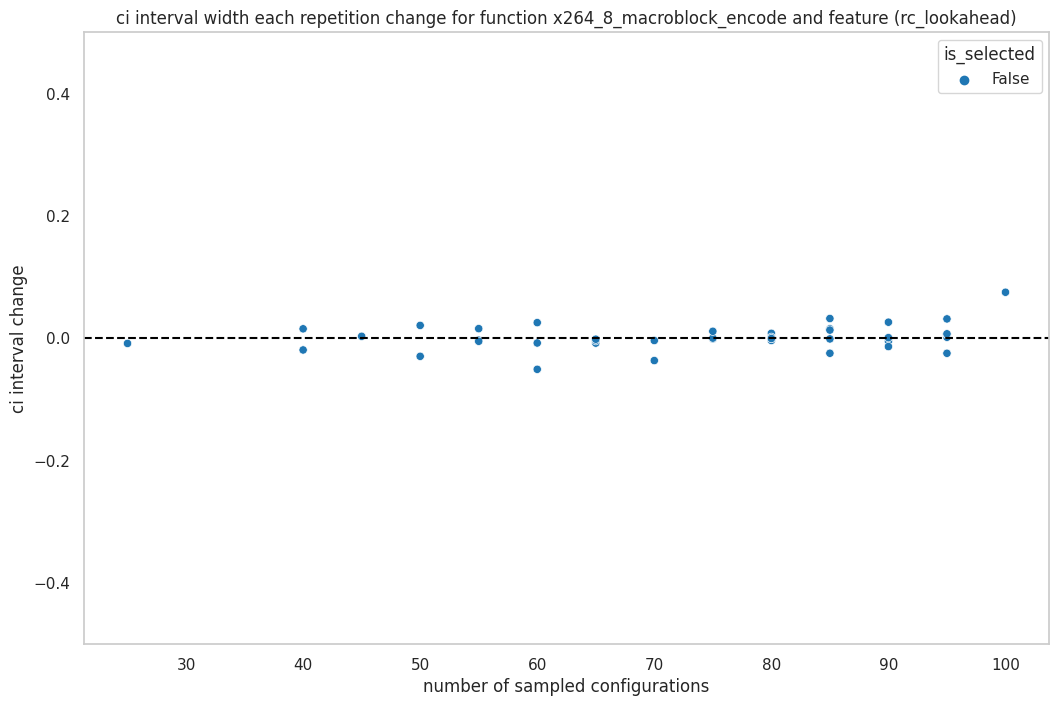 ci interval width each repetition change for function x264_8_macroblock_encode and feature (rc_lookahead)
is_selected
False
0.4
0.2
0.0
−0.2
−0.4
ci interval change
30 40 50 60 70 80 90 100
number of sampled configurations